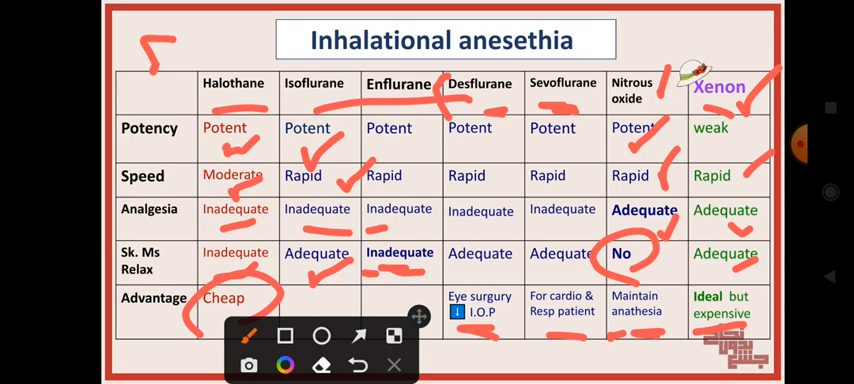 Inhalational anesethia
Halothane Isoflurane Enflurane Desflurane Sevoflurane Nitrous oxide Xenon
Potency Potent Potent Potent Potent Potent Potent weak
Speed Moderate Rapid Rapid Rapid Rapid Rapid Rapid
Analgesia Inadequate Inadequate Inadequate Inadequate Inadequate Adequate Adequate
Sk. Ms Relax Inadequate Adequate Inadequate Adequate Adequate No Adequate
Advantage Cheap Eye surgury ↓ I.O.P For cardio & Resp patient Maintain anathesia Ideal but expensive